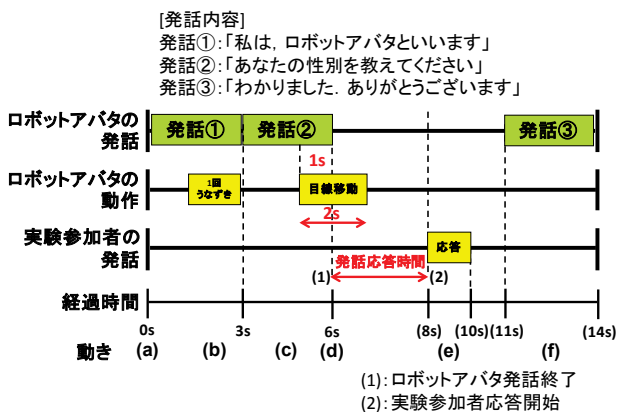 [発話内容]
発話①:「私は,ロボットアバタといいます」
発話②:「あなたの性別を教えてください」
発話③:「わかりました.ありがとうございます」
ロボットアバタの
発話
発話①
発話②
発話③
1s
ロボットアバタの
動作
1回
うなずき
目線移動
2s
実験参加者の
発話
応答
発話応答時間
(1)
(2)
経過時間
0s 3s 6s (8s) (10s) (11s) (14s)
動き (a) (b) (c) (d) (e) (f)
(1):ロボットアバタ発話終了
(2):実験参加者応答開始